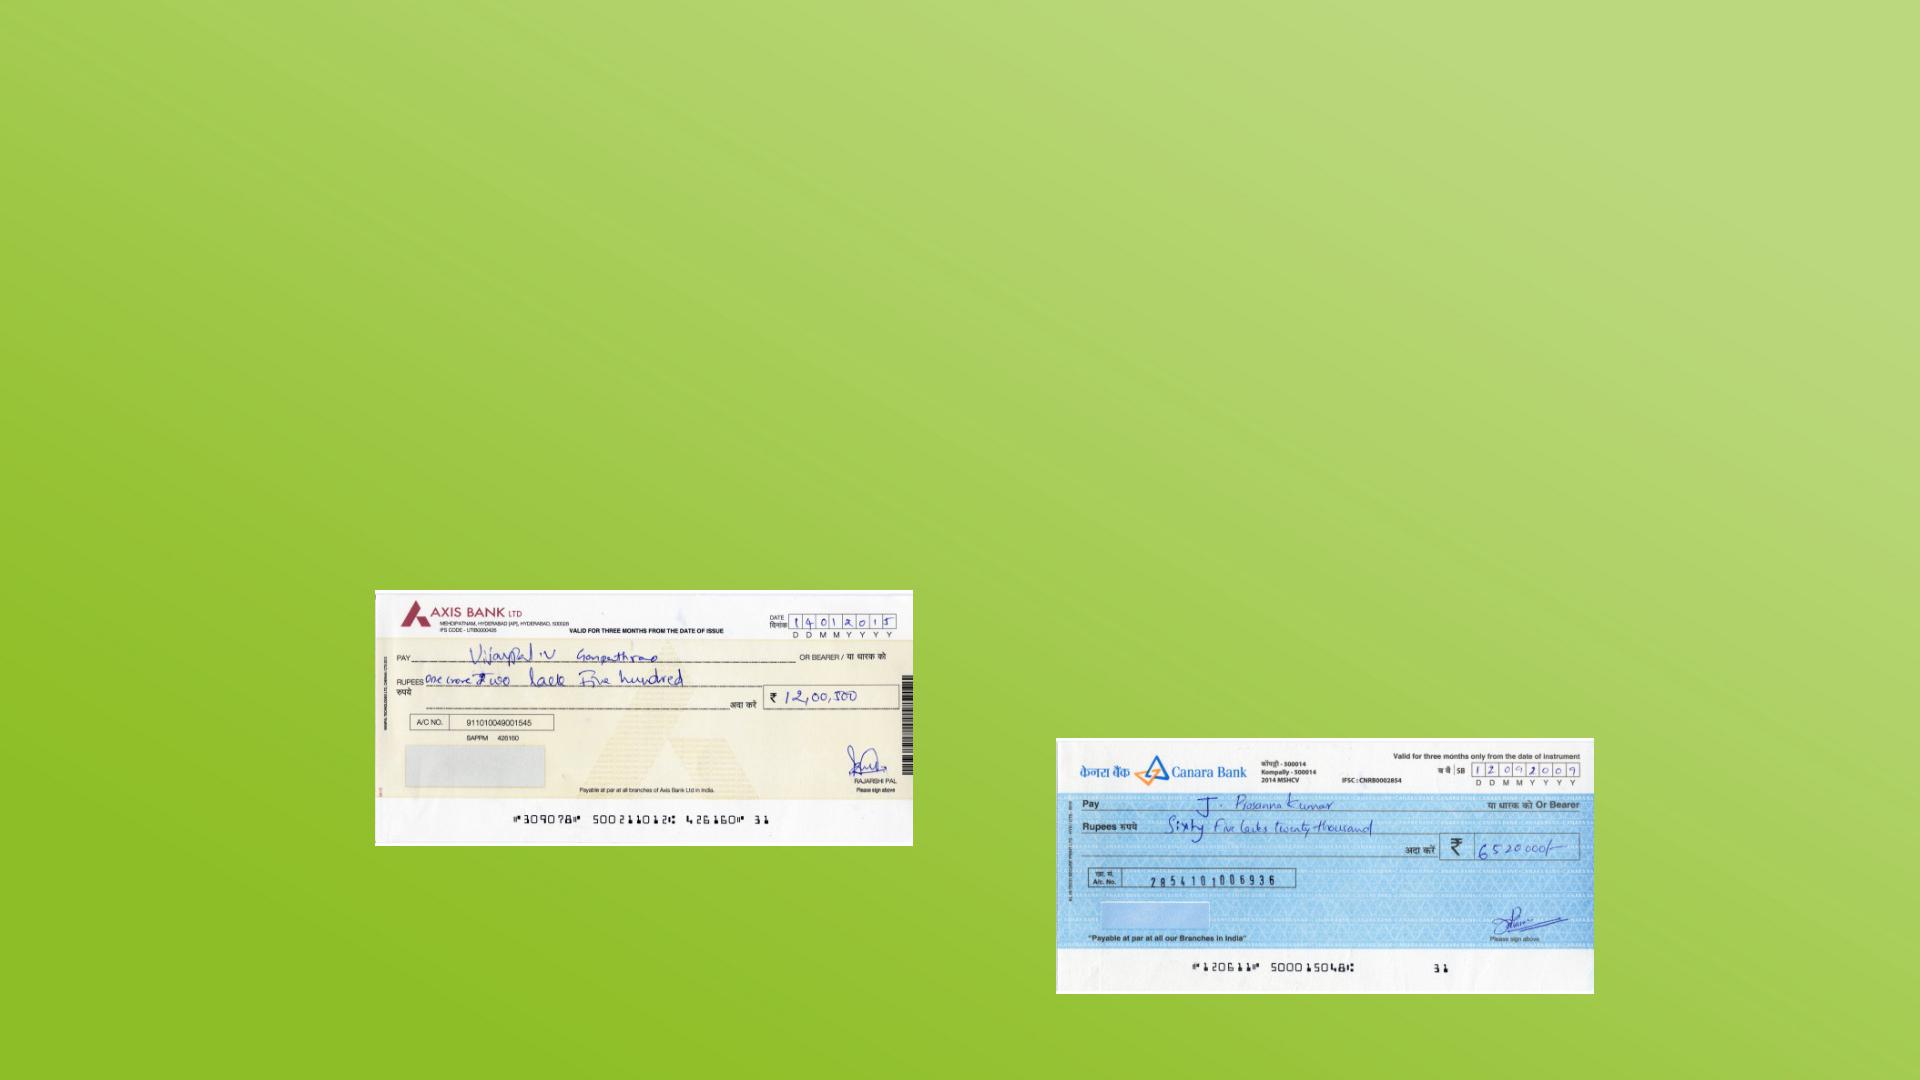 AXIS BANK LTD
MEHDIPATNAM, HYDERABAD [AP], HYDERABAD, 500028
IFS CODE - UTIB0000426
VALID FOR THREE MONTHS FROM THE DATE OF ISSUE
DATE
दिनांक
1 4 0 1 2 0 1 5
D D M M Y Y Y Y
PAY Vijaypal .V Ganpathrao OR BEARER / या धारक को
RUPEES One crore Two lack Five hundred
रुपये
अदा करें ₹ 12,00,500
A/C NO. 911010049001545
SAPPM 426160
RAJARSHI PAL
Payable at par at all branches of Axis Bank Ltd in India.
Please sign above
⑈309078⑈ 500211012⑆ 426160⑈ 31
Valid for three months only from the date of instrument
केनरा बैंक Canara Bank
Kompally - 500014
2014 MSHCV
IFSC : CNRB0002854
SB 1 2 0 9 2 0 0 9
D D M M Y Y Y Y
Pay J. Prasanna Kumar या धारक को Or Bearer
Rupees रुपये Sixty Five lacks twenty thousand
अदा करें ₹ 6520000/-
A/c. No. 2854101006936
Please sign above
"Payable at par at all our Branches in India"
⑈120611⑈ 500015048⑆ 31